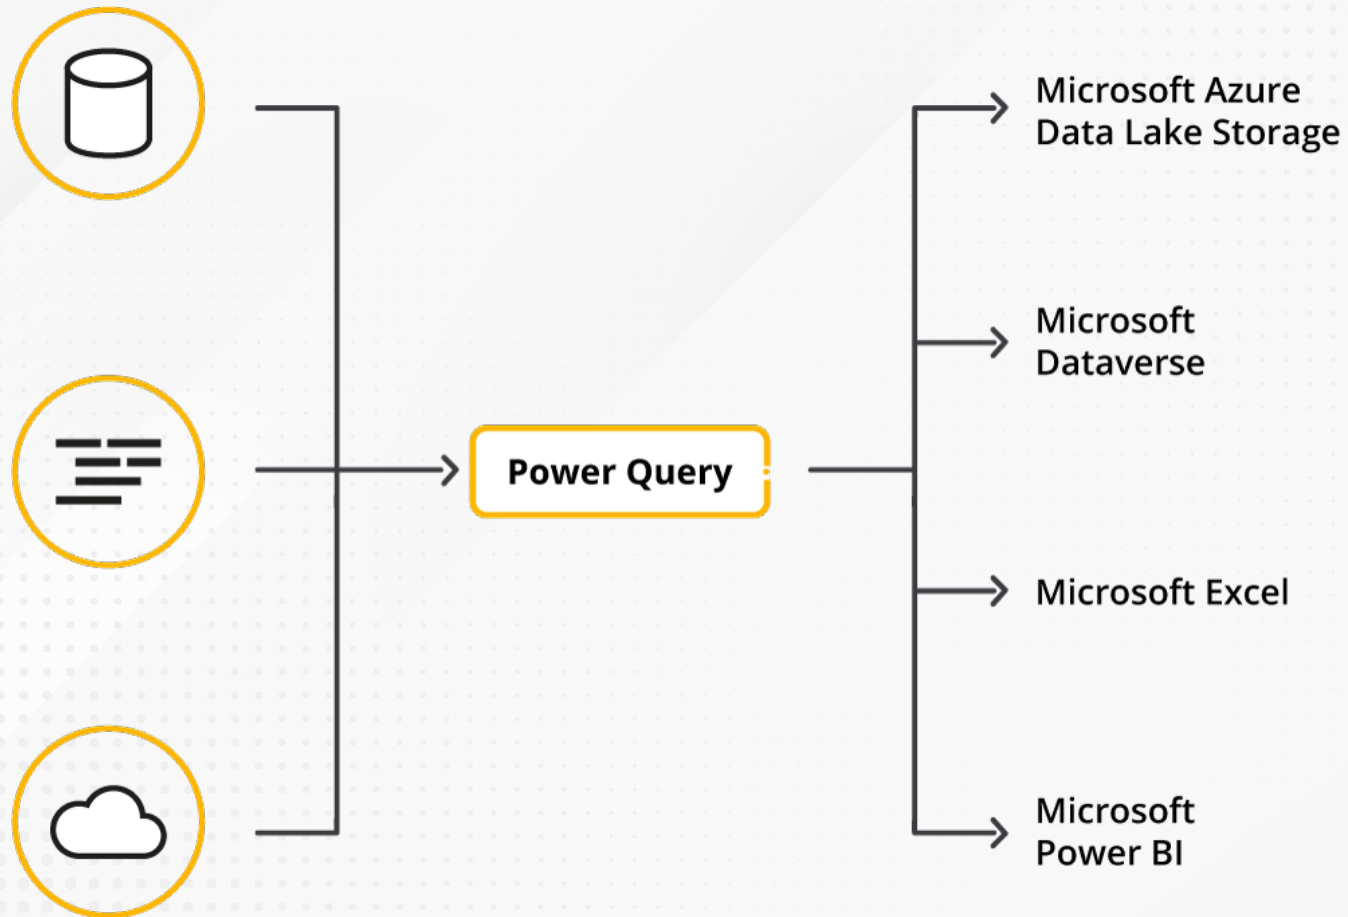 Microsoft Azure
Data Lake Storage
Microsoft
Dataverse
Power Query
Microsoft Excel
Microsoft
Power BI